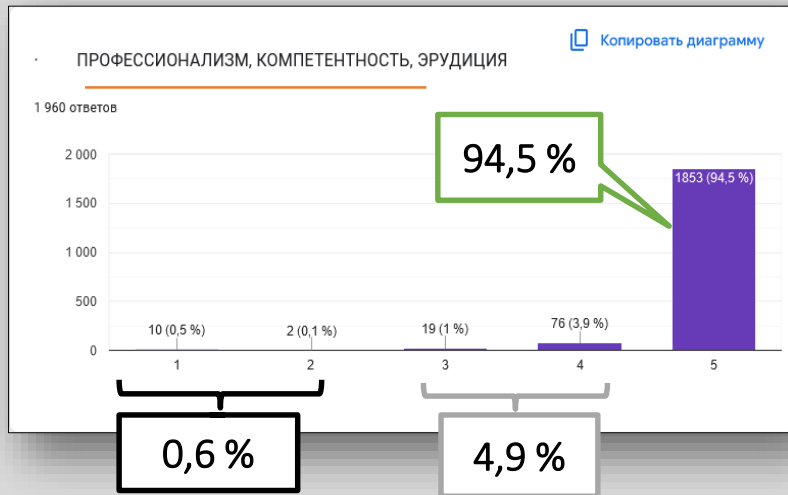 Копировать диаграмму
· ПРОФЕССИОНАЛИЗМ, КОМПЕТЕНТНОСТЬ, ЭРУДИЦИЯ
1 960 ответов
94,5 %
2 000
1 500
1 000
500
0
10 (0,5 %)
2 (0,1 %)
19 (1 %)
76 (3,9 %)
1853 (94,5 %)
1 2 3 4 5
0,6 %
4,9 %